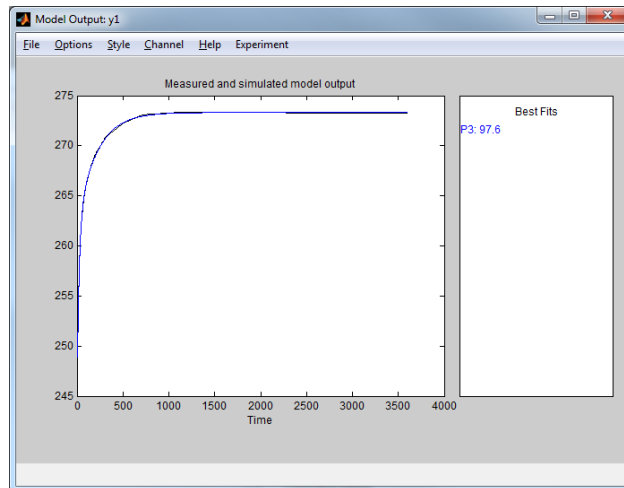 Model Output: y1
File Options Style Channel Help Experiment
Measured and simulated model output
275
270
265
260
255
250
245
0 500 1000 1500 2000 2500 3000 3500 4000
Time
Best Fits
P3: 97.6